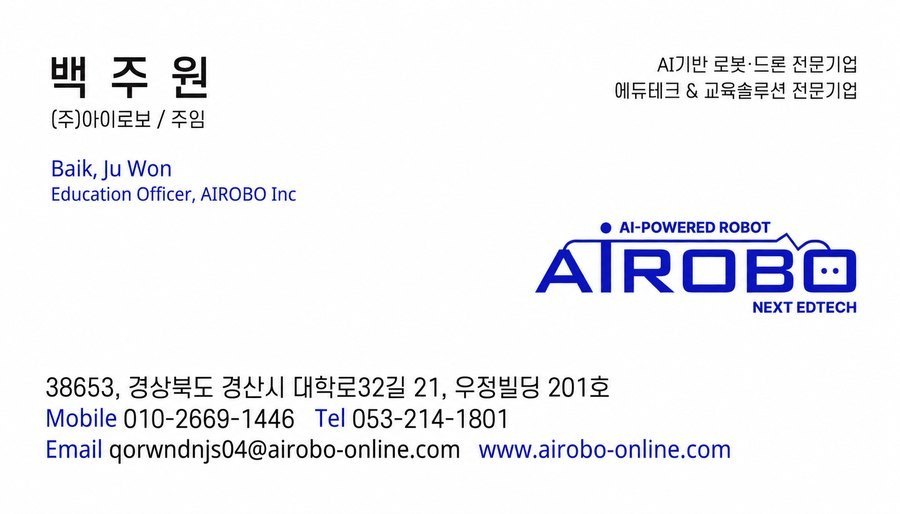 백 주 원
(주)아이로보 / 주임
Baik, Ju Won
Education Officer, AIROBO Inc
AI기반 로봇·드론 전문기업
에듀테크 & 교육솔루션 전문기업
AI-POWERED ROBOT
AIROBO
NEXT EDTECH
38653, 경상북도 경산시 대학로32길 21, 우정빌딩 201호
Mobile 010-2669-1446 Tel 053-214-1801
Email qorwndnjs04@airobo-online.com www.airobo-online.com